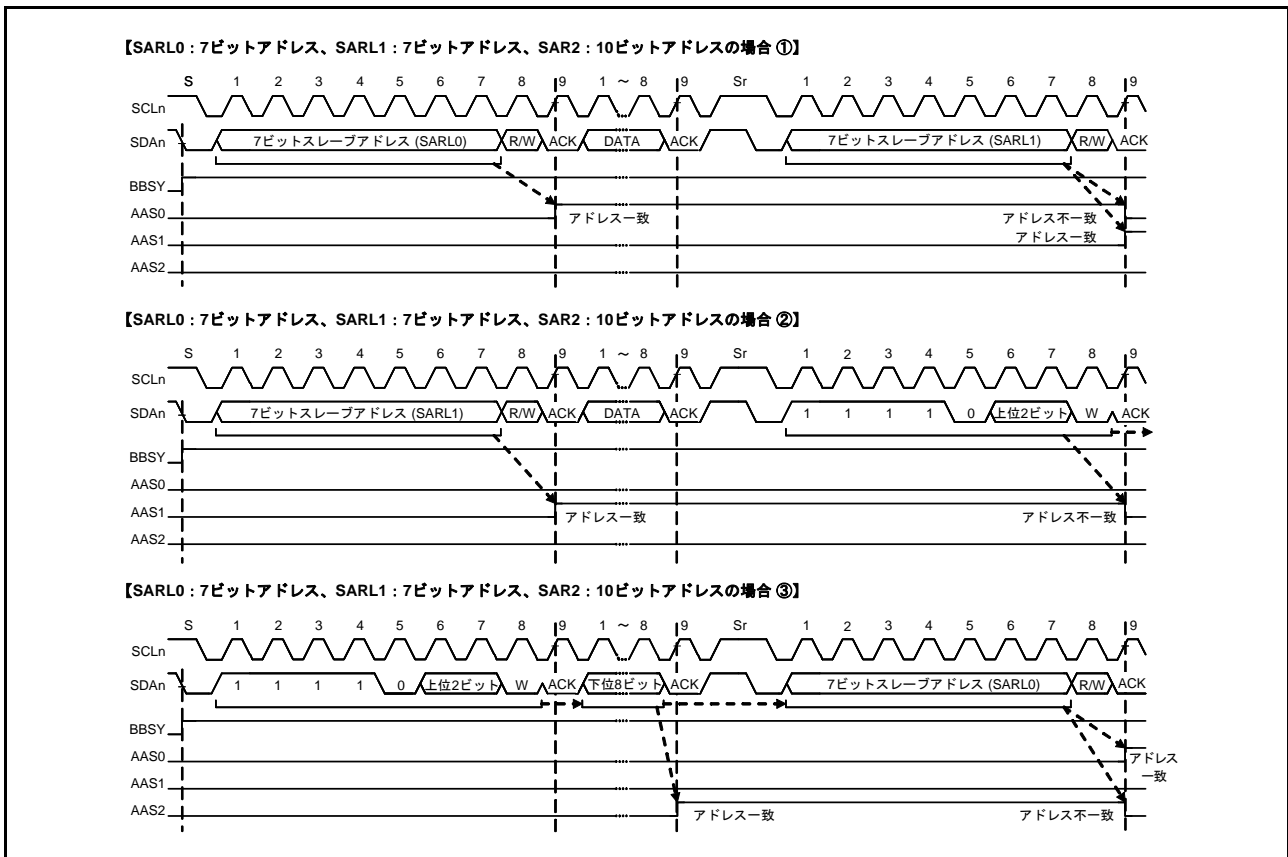 【SARL0：7ビットアドレス、SARL1：7ビットアドレス、SAR2：10ビットアドレスの場合 ①】
S 1 2 3 4 5 6 7 8 9 1 ～ 8 9 Sr 1 2 3 4 5 6 7 8 9
SCLn
SDAn 7ビットスレーブアドレス (SARL0) R/W ACK DATA ACK 7ビットスレーブアドレス (SARL1) R/W ACK
BBSY
AAS0 アドレス一致 アドレス不一致
AAS1 アドレス一致
AAS2
【SARL0：7ビットアドレス、SARL1：7ビットアドレス、SAR2：10ビットアドレスの場合 ②】
S 1 2 3 4 5 6 7 8 9 1 ～ 8 9 Sr 1 2 3 4 5 6 7 8 9
SCLn
SDAn 7ビットスレーブアドレス (SARL1) R/W ACK DATA ACK 1 1 1 1 0 上位2ビット W ACK
BBSY
AAS0
AAS1 アドレス一致 アドレス不一致
AAS2
【SARL0：7ビットアドレス、SARL1：7ビットアドレス、SAR2：10ビットアドレスの場合 ③】
S 1 2 3 4 5 6 7 8 9 1 ～ 8 9 Sr 1 2 3 4 5 6 7 8 9
SCLn
SDAn 1 1 1 1 0 上位2ビット W ACK 下位8ビット ACK 7ビットスレーブアドレス (SARL0) R/W ACK
BBSY
AAS0 アドレス
一致
AAS1
AAS2 アドレス一致 アドレス不一致